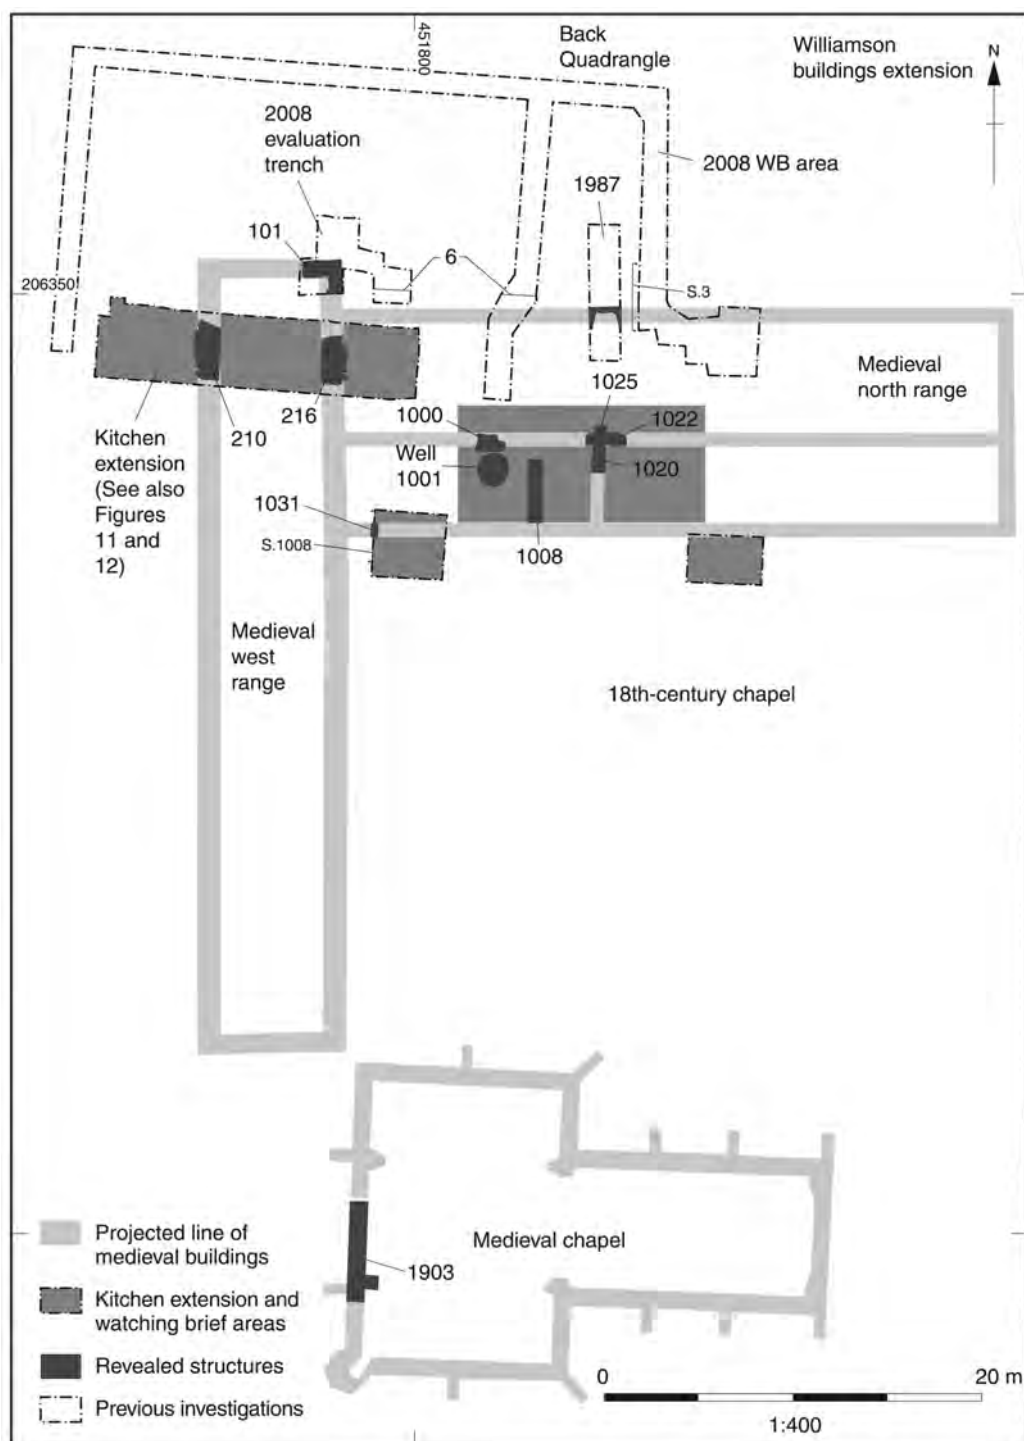 451800
Back
Quadrangle
Williamson
buildings extension
N
2008
evaluation
trench
2008 WB area
1987
101
6
206350
S.3
Medieval
north range
1025
1000
1022
216
210
Well
1001
1020
Kitchen
extension
(See also
Figures
11 and
12)
1031
S.1008
1008
Medieval
west
range
18th-century chapel
Medieval chapel
1903
Projected line of
medieval buildings
Kitchen extension and
watching brief areas
Revealed structures
Previous investigations
0
20 m
1:400